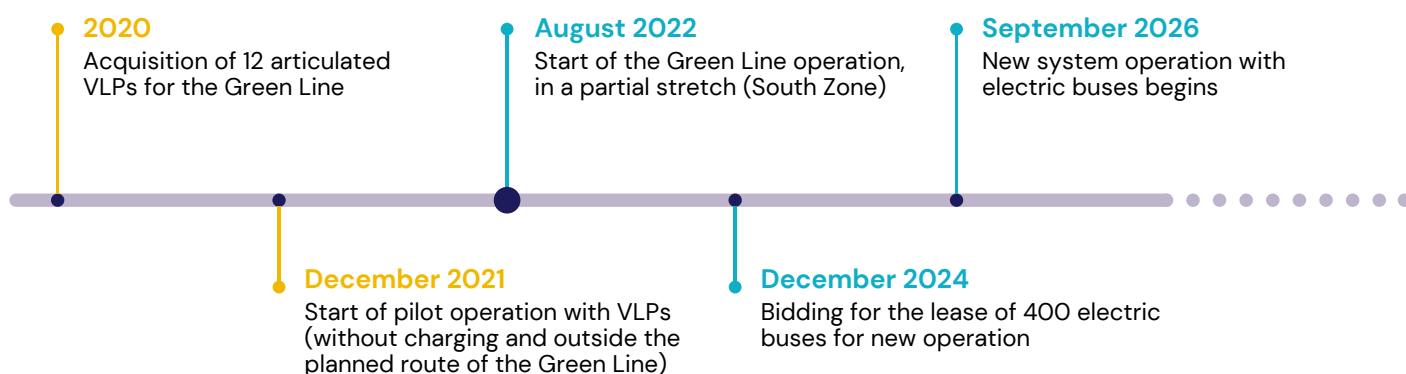 2020
Acquisition of 12 articulated
VLPs for the Green Line
August 2022
Start of the Green Line operation,
in a partial stretch (South Zone)
September 2026
New system operation with
electric buses begins
December 2021
Start of pilot operation with VLPs
(without charging and outside the
planned route of the Green Line)
December 2024
Bidding for the lease of 400 electric
buses for new operation